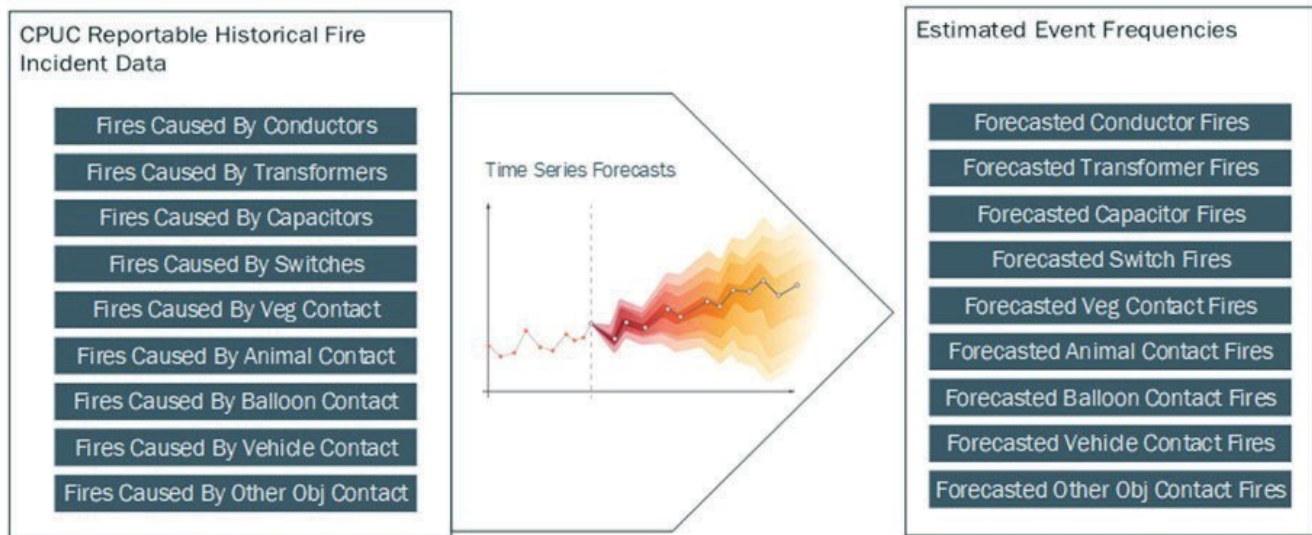 CPUC Reportable Historical Fire
Incident Data
Fires Caused By Conductors
Fires Caused By Transformers
Fires Caused By Capacitors
Fires Caused By Switches
Fires Caused By Veg Contact
Fires Caused By Animal Contact
Fires Caused By Balloon Contact
Fires Caused By Vehicle Contact
Fires Caused By Other Obj Contact
Time Series Forecasts
Estimated Event Frequencies
Forecasted Conductor Fires
Forecasted Transformer Fires
Forecasted Capacitor Fires
Forecasted Switch Fires
Forecasted Veg Contact Fires
Forecasted Animal Contact Fires
Forecasted Balloon Contact Fires
Forecasted Vehicle Contact Fires
Forecasted Other Obj Contact Fires